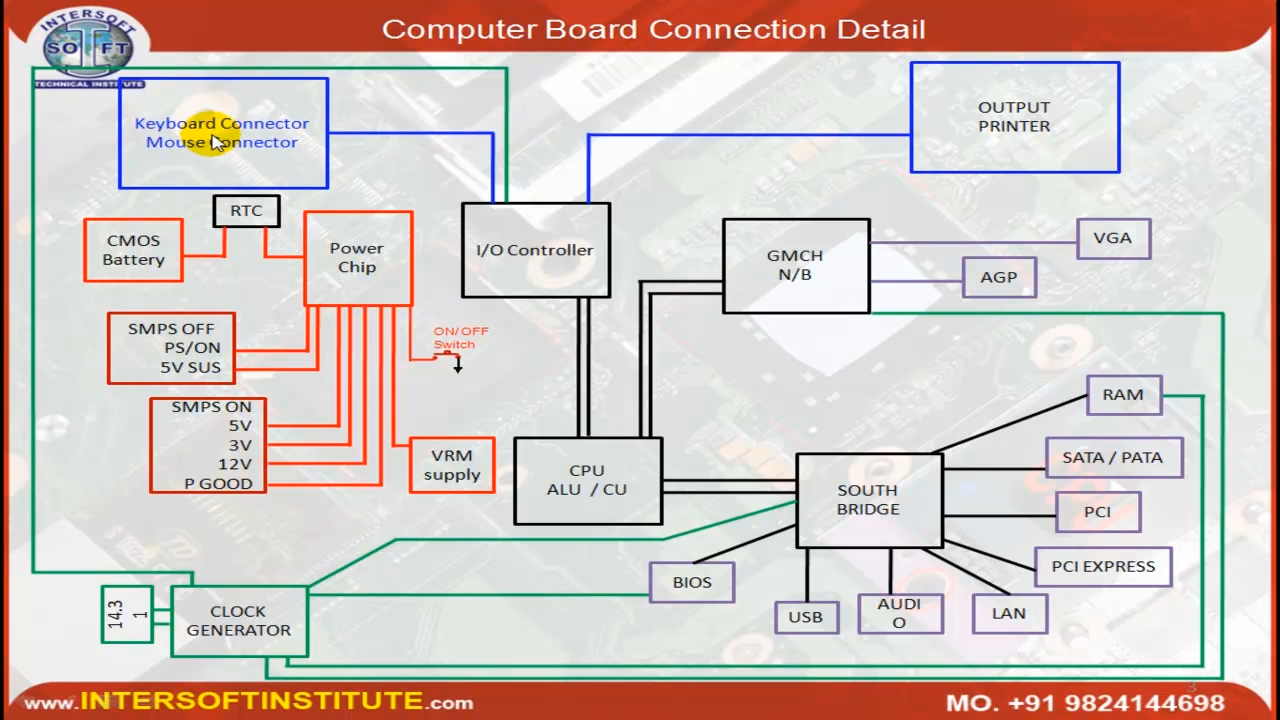 INTERSOFT
SOFT
TECHNICAL INSTITUTE
Computer Board Connection Detail
Keyboard Connector
Mouse Connector
OUTPUT
PRINTER
RTC
CMOS
Battery
Power
Chip
I/O Controller
GMCH
N/B
VGA
AGP
SMPS OFF
PS/ON
5V SUS
ON/OFF
Switch
SMPS ON
5V
3V
12V
P GOOD
VRM
supply
CPU
ALU / CU
SOUTH
BRIDGE
RAM
SATA / PATA
PCI
PCI EXPRESS
BIOS
USB
AUDI
O
LAN
14.3
1
CLOCK
GENERATOR
3
www.INTERSOFTINSTITUTE.com
MO. +91 9824144698